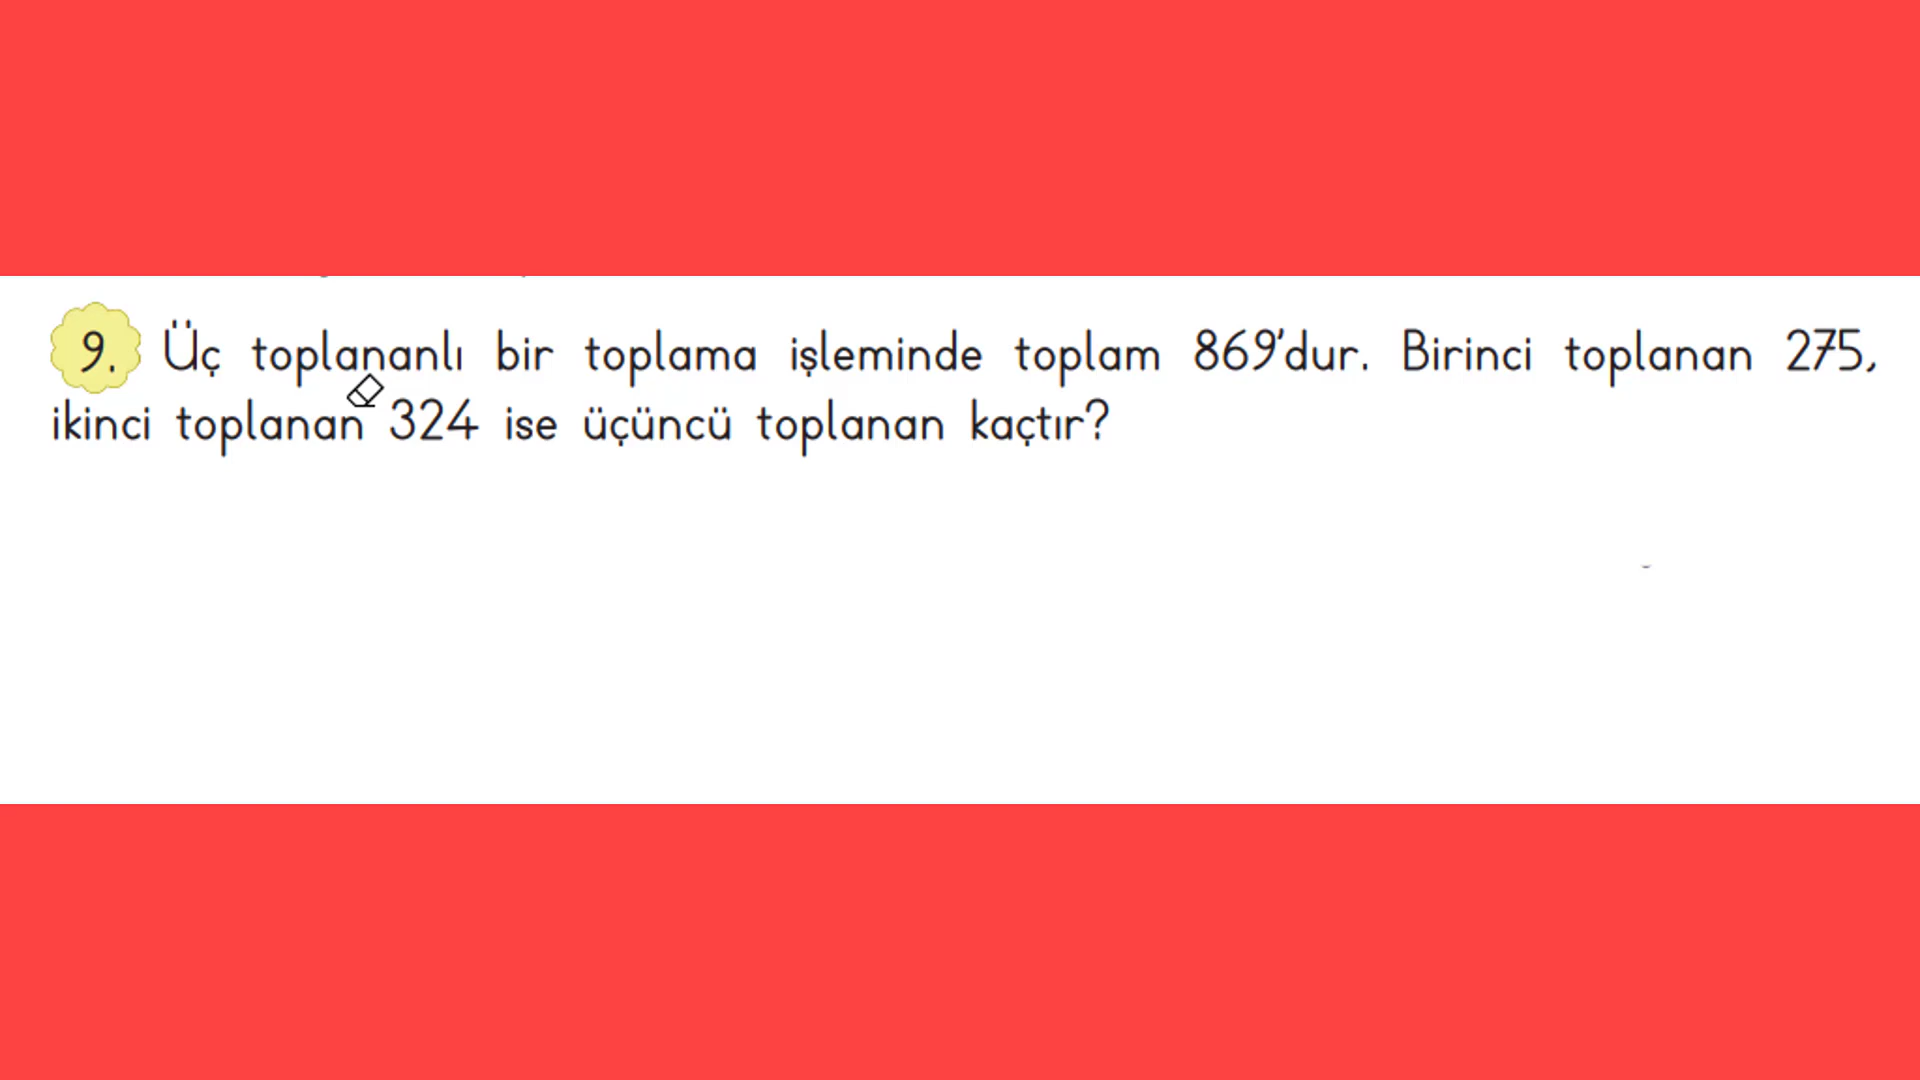 9. Üç toplananlı bir toplama işleminde toplam 869'dur. Birinci toplanan 275,
ikinci toplanan 324 ise üçüncü toplanan kaçtır?